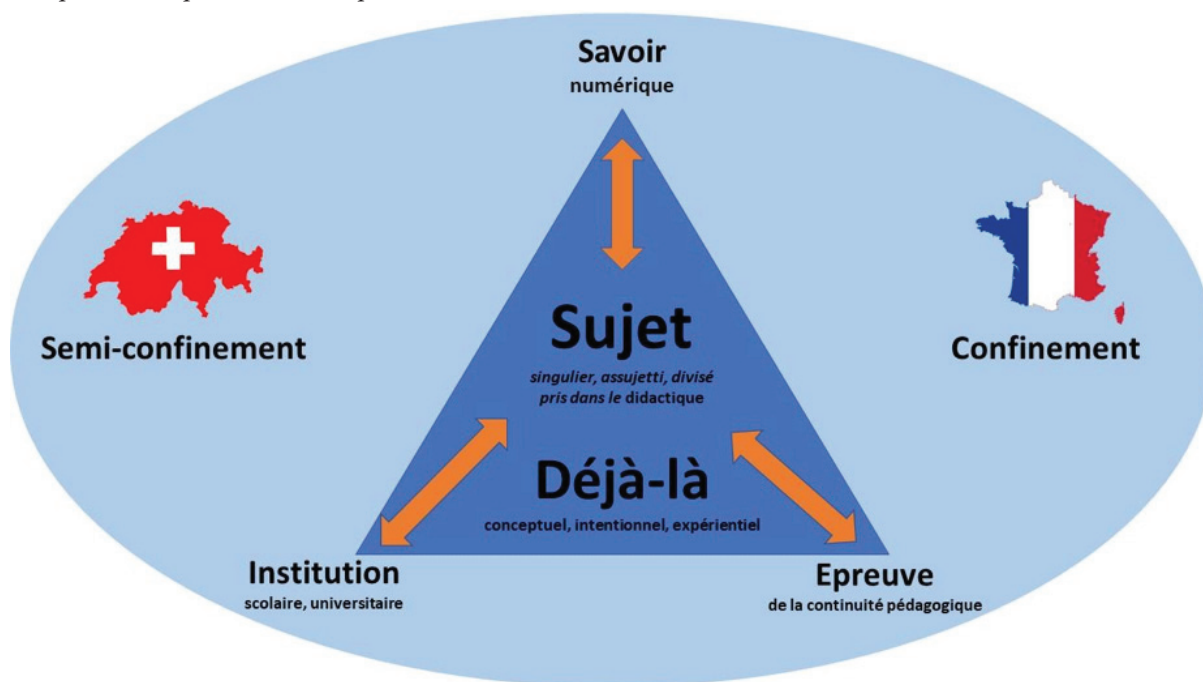 Savoir
numérique
Semi-confinement
Confinement
Sujet
singulier, assujetti, divisé
pris dans le didactique
Déjà-là
conceptuel, intentionnel, expérientiel
Institution
scolaire, universitaire
Epreuve
de la continuité pédagogique